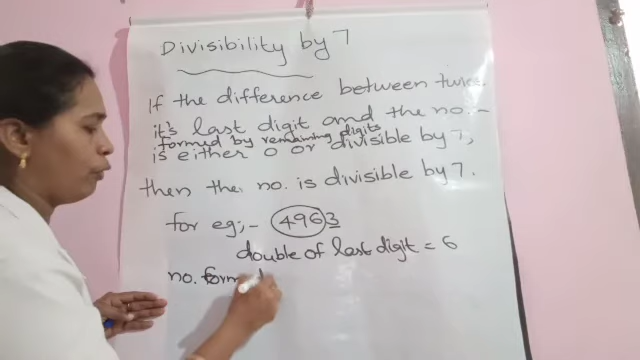 Divisibility by 7
If the difference between twice
it's last digit and the no. -
formed by remaining digits
is either 0 or divisible by 7,
then the no. is divisible by 7.
for eg;- 4963
double of last digit = 6
no. form